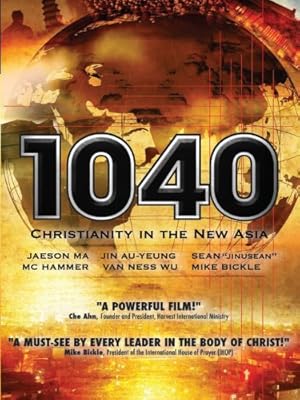 1040
CHRISTIANITY IN THE NEW ASIA
JAESON MA JIN AU-YEUNG SEAN "JINUSEAN"
MC HAMMER VAN NESS WU MIKE BICKLE
"A POWERFUL FILM!"
Che Ahn, Founder and President, Harvest International Ministry
"A MUST-SEE BY EVERY LEADER IN THE BODY OF CHRIST!"
Mike Bickle, President of the International House of Prayer (IHOP)